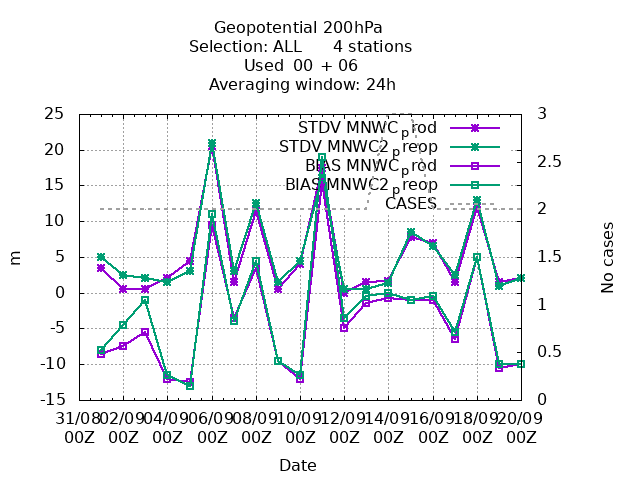 Geopotential 200hPa
Selection: ALL 4 stations
Used 00 + 06
Averaging window: 24h
25
20
15
10
5
0
-5
-10
-15
m
3
2.5
2
1.5
1
0.5
0
No cases
STDV MNWC_prod
STDV MNWC2_preop
BIAS MNWC_prod
BIAS MNWC2_preop
CASES
31/08 02/09 04/09 06/09 08/09 10/09 12/09 14/09 16/09 18/09 20/09
00Z 00Z 00Z 00Z 00Z 00Z 00Z 00Z 00Z 00Z 00Z
Date